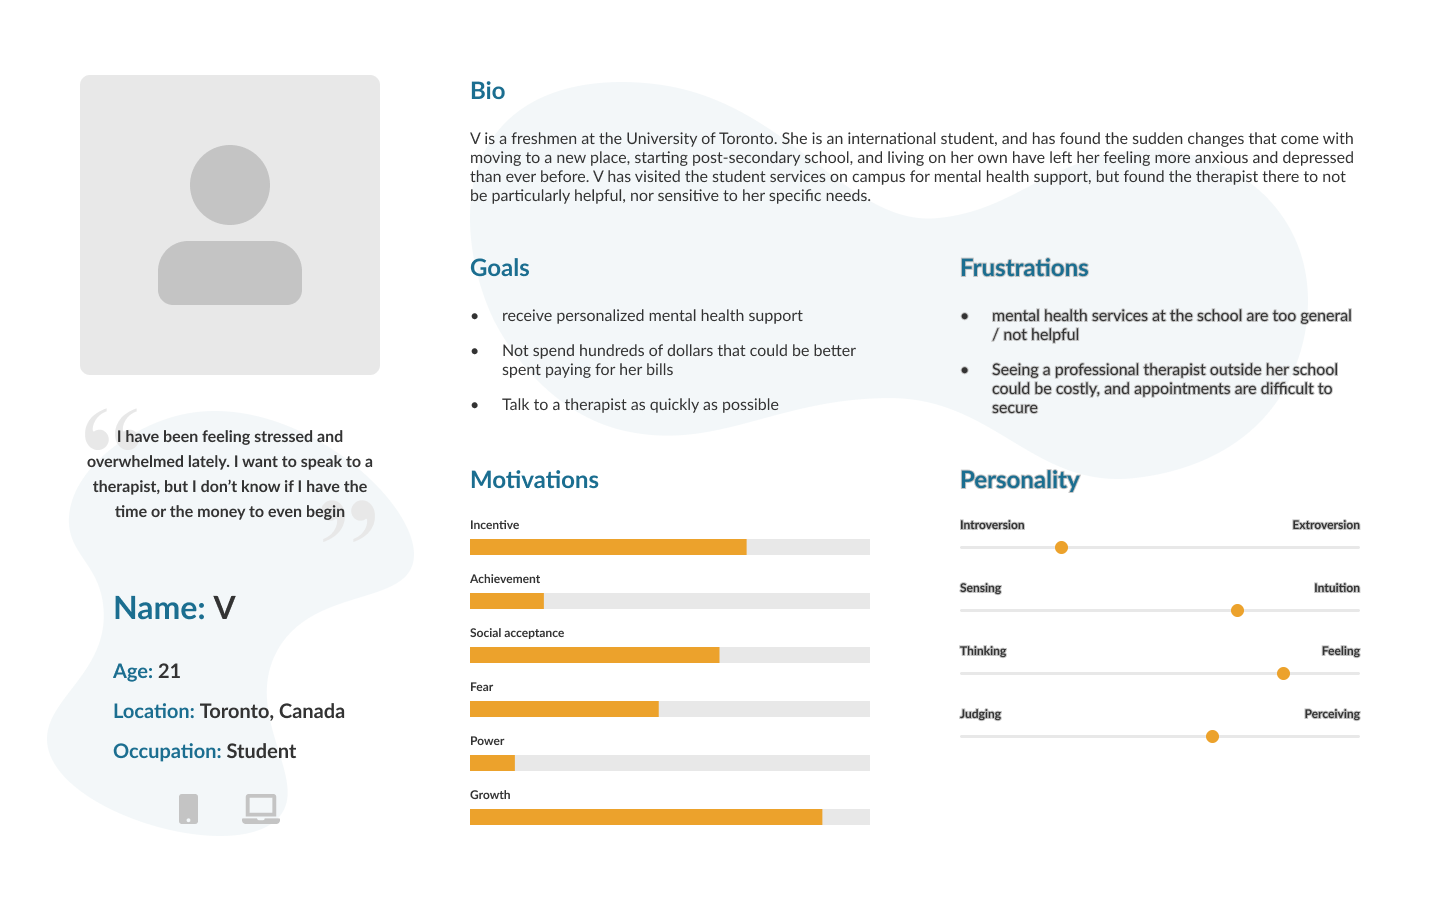 Bio
V is a freshmen at the University of Toronto. She is an international student, and has found the sudden changes that come with
moving to a new place, starting post-secondary school, and living on her own have left her feeling more anxious and depressed
than ever before. V has visited the student services on campus for mental health support, but found the therapist there to not
be particularly helpful, nor sensitive to her specific needs.
Goals
• receive personalized mental health support
• Not spend hundreds of dollars that could be better
spent paying for her bills
• Talk to a therapist as quickly as possible
Frustrations
• mental health services at the school are too general
/ not helpful
• Seeing a professional therapist outside her school
could be costly, and appointments are difficult to
secure
“
I have been feeling stressed and
overwhelmed lately. I want to speak to a
therapist, but I don’t know if I have the
time or the money to even begin
”
Name: V
Age: 21
Location: Toronto, Canada
Occupation: Student
Motivations
Incentive
Achievement
Social acceptance
Fear
Power
Growth
Personality
Introversion Extroversion
Sensing Intuition
Thinking Feeling
Judging Perceiving